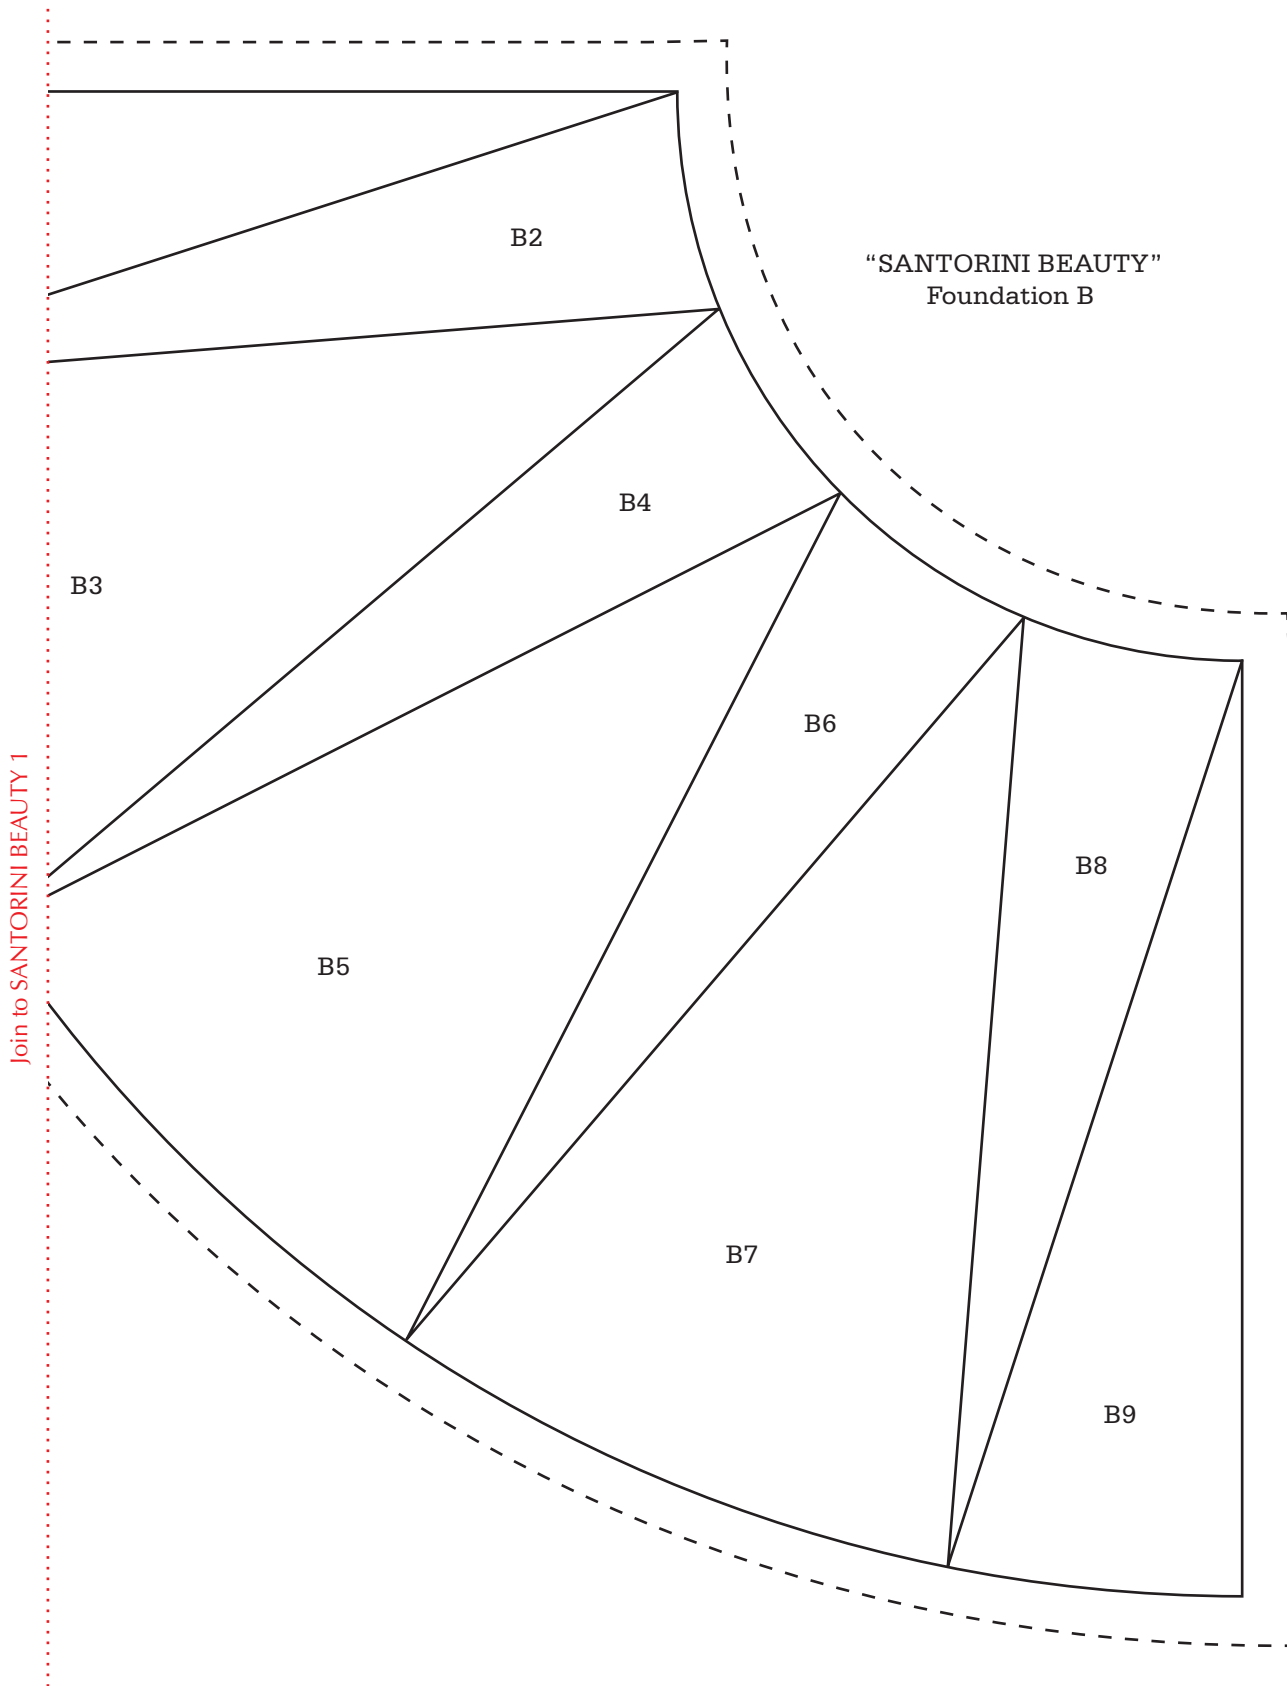 B2
“SANTORINI BEAUTY”
Foundation B
B4
B3
B6
Join to SANTORINI BEAUTY 1
B8
B5
B7
B9